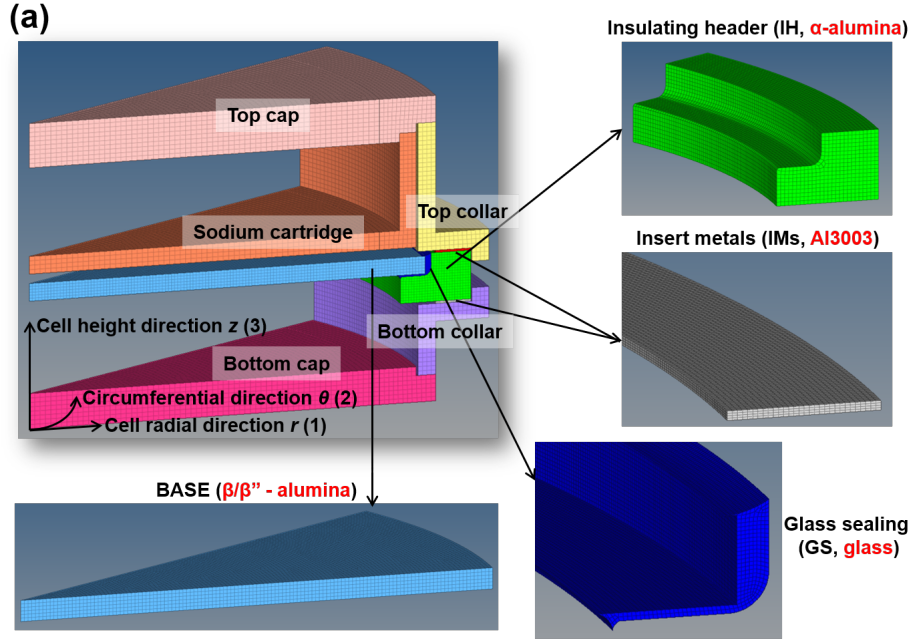 (a)
Insulating header (IH, α-alumina)
Top cap
Top collar
Sodium cartridge
Insert metals (IMs, Al3003)
Bottom collar
Cell height direction z (3)
Bottom cap
Circumferential direction θ (2)
Cell radial direction r (1)
BASE (β/β” - alumina)
Glass sealing
(GS, glass)